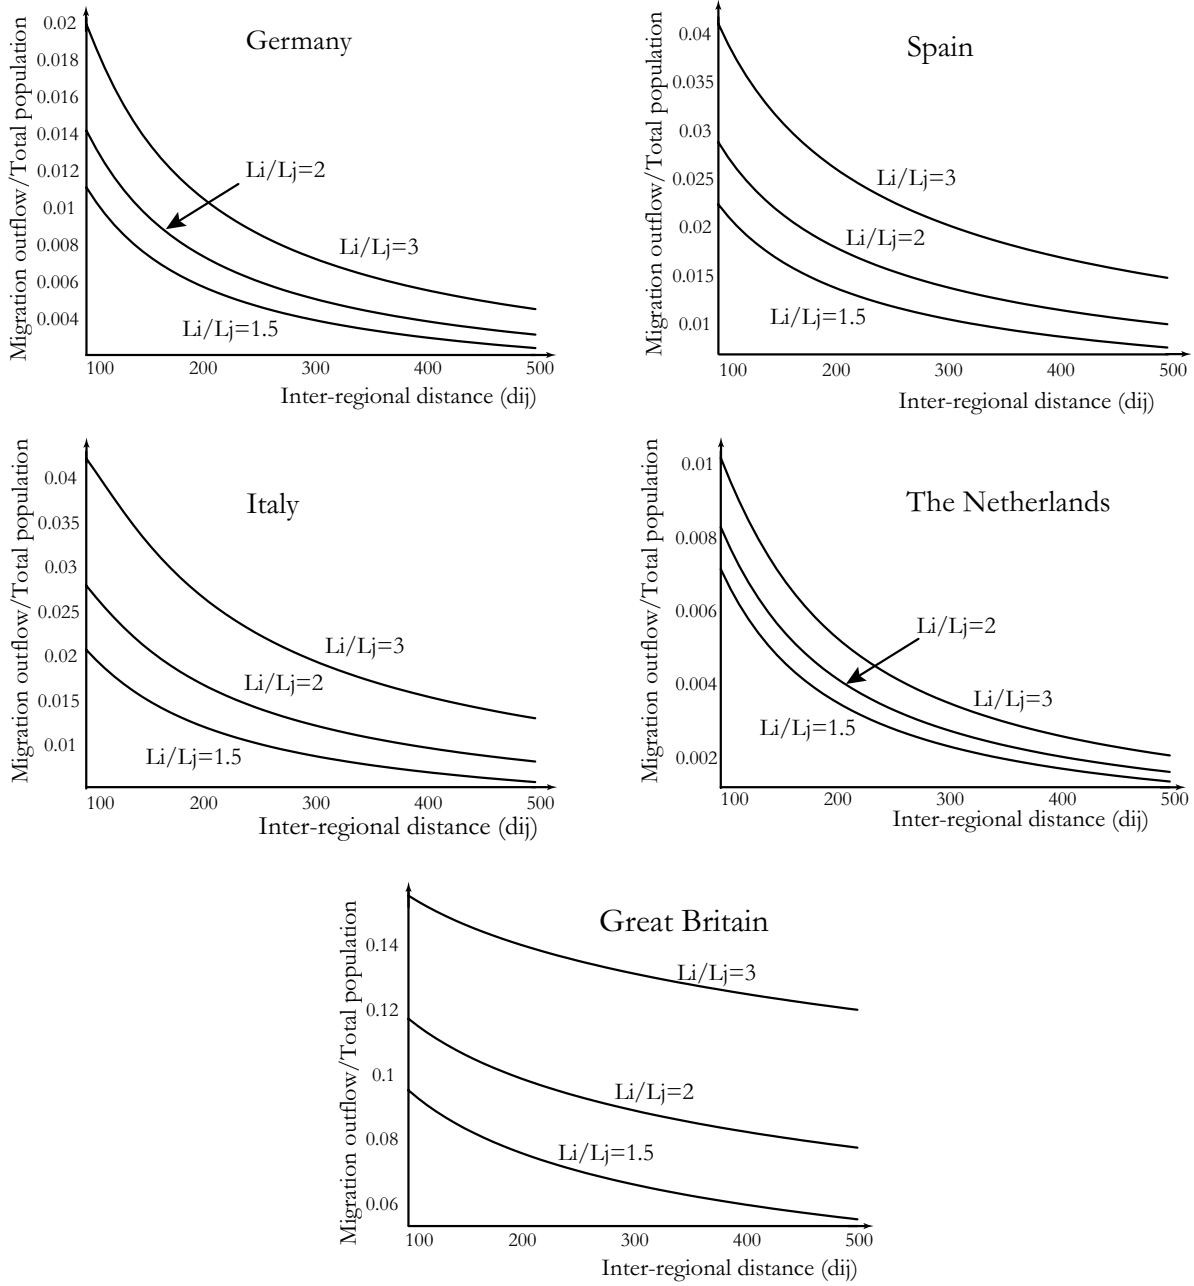 Germany
Migration outflow/Total population
0.02
0.018
0.016
0.014
0.012
0.01
0.008
0.006
0.004
Li/Lj=2
Li/Lj=3
Li/Lj=1.5
100 200 300 400 500
Inter-regional distance (dij)
Spain
Migration outflow/Total population
0.04
0.035
0.03
0.025
0.02
0.015
0.01
Li/Lj=3
Li/Lj=2
Li/Lj=1.5
100 200 300 400 500
Inter-regional distance (dij)
Italy
Migration outflow/Total population
0.04
0.035
0.03
0.025
0.02
0.015
0.01
Li/Lj=3
Li/Lj=2
Li/Lj=1.5
100 200 300 400 500
Inter-regional distance (dij)
The Netherlands
Migration outflow/Total population
0.01
0.008
0.006
0.004
0.002
Li/Lj=2
Li/Lj=3
Li/Lj=1.5
100 200 300 400 500
Inter-regional distance (dij)
Great Britain
Migration outflow/Total population
0.14
0.12
0.1
0.08
0.06
Li/Lj=3
Li/Lj=2
Li/Lj=1.5
100 200 300 400 500
Inter-regional distance (dij)